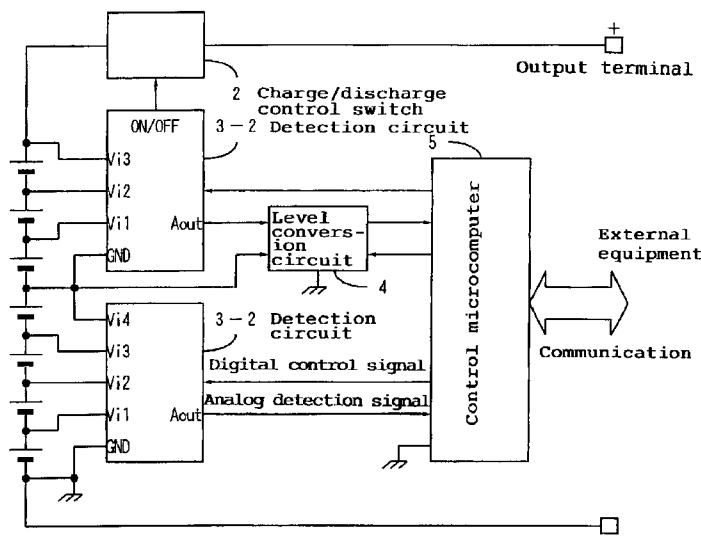 +
Output terminal
2 Charge/discharge
control switch
ON/OFF
3-2 Detection circuit
5
Vi3
Vi2
Vi1
Aout
GND
Level
conver-
sion
circuit
4
Control microcomputer
External
equipment
Communication
Vi4
3-2 Detection
circuit
Vi3
Digital control signal
Vi2
Analog detection signal
Vi1
Aout
GND